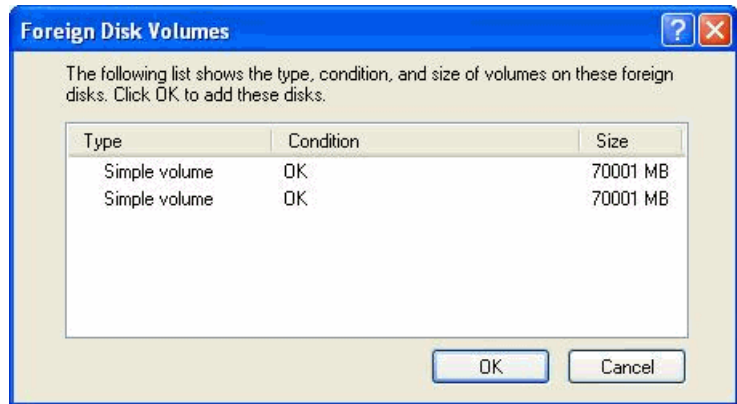 Foreign Disk Volumes
The following list shows the type, condition, and size of volumes on these foreign
disks. Click OK to add these disks.
Type Condition Size
Simple volume OK 70001 MB
Simple volume OK 70001 MB
OK Cancel